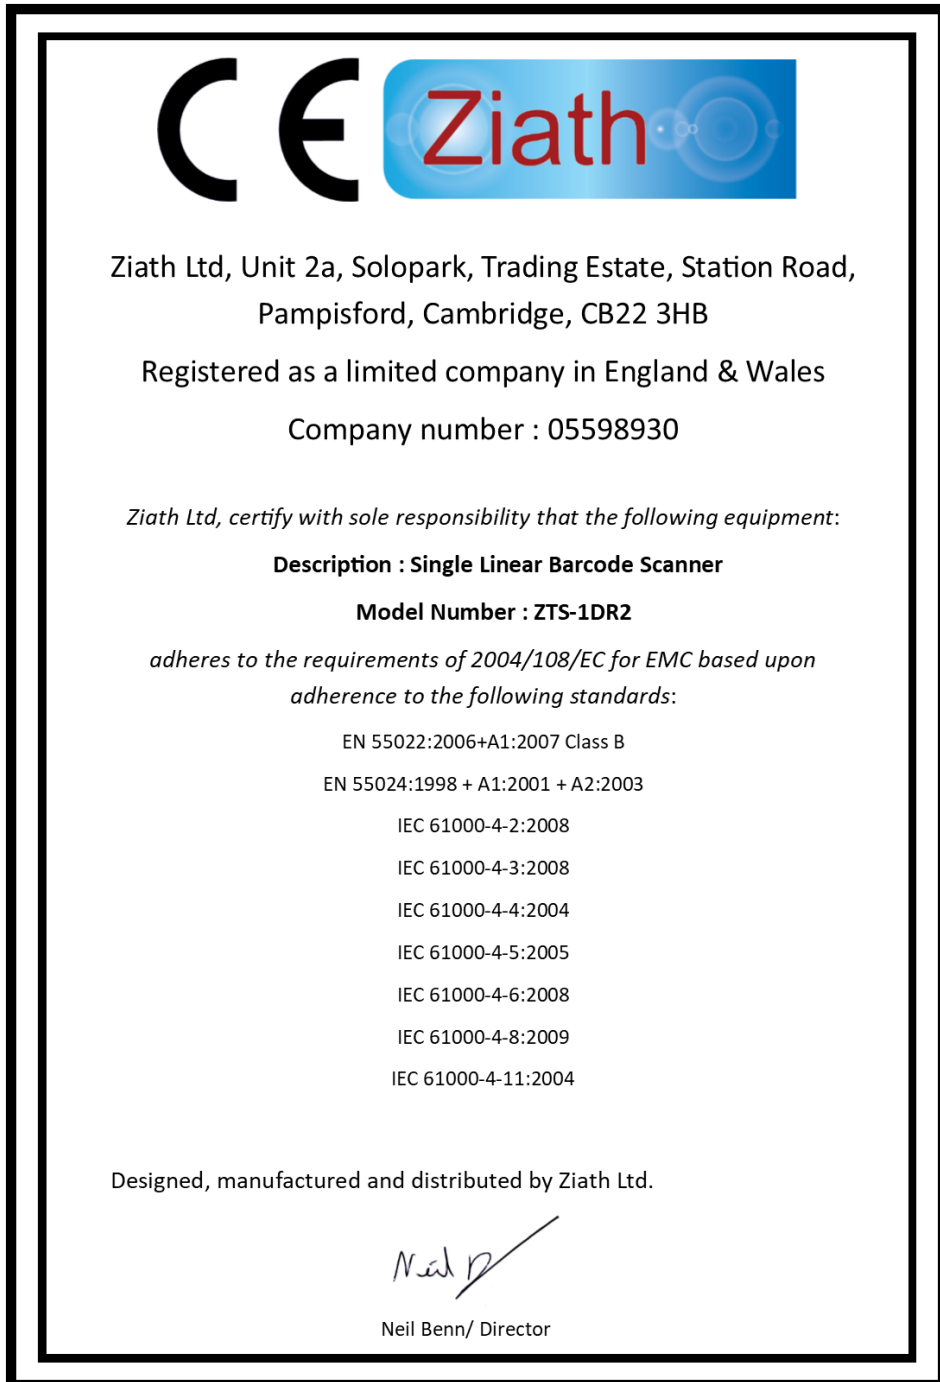 CE Ziath
Ziath Ltd, Unit 2a, Solopark, Trading Estate, Station Road,
Pampisford, Cambridge, CB22 3HB
Registered as a limited company in England & Wales
Company number : 05598930
Ziath Ltd, certify with sole responsibility that the following equipment:
Description : Single Linear Barcode Scanner
Model Number : ZTS-1DR2
adheres to the requirements of 2004/108/EC for EMC based upon
adherence to the following standards:
EN 55022:2006+A1:2007 Class B
EN 55024:1998 + A1:2001 + A2:2003
IEC 61000-4-2:2008
IEC 61000-4-3:2008
IEC 61000-4-4:2004
IEC 61000-4-5:2005
IEC 61000-4-6:2008
IEC 61000-4-8:2009
IEC 61000-4-11:2004
Designed, manufactured and distributed by Ziath Ltd.
Neil B
Neil Benn/ Director